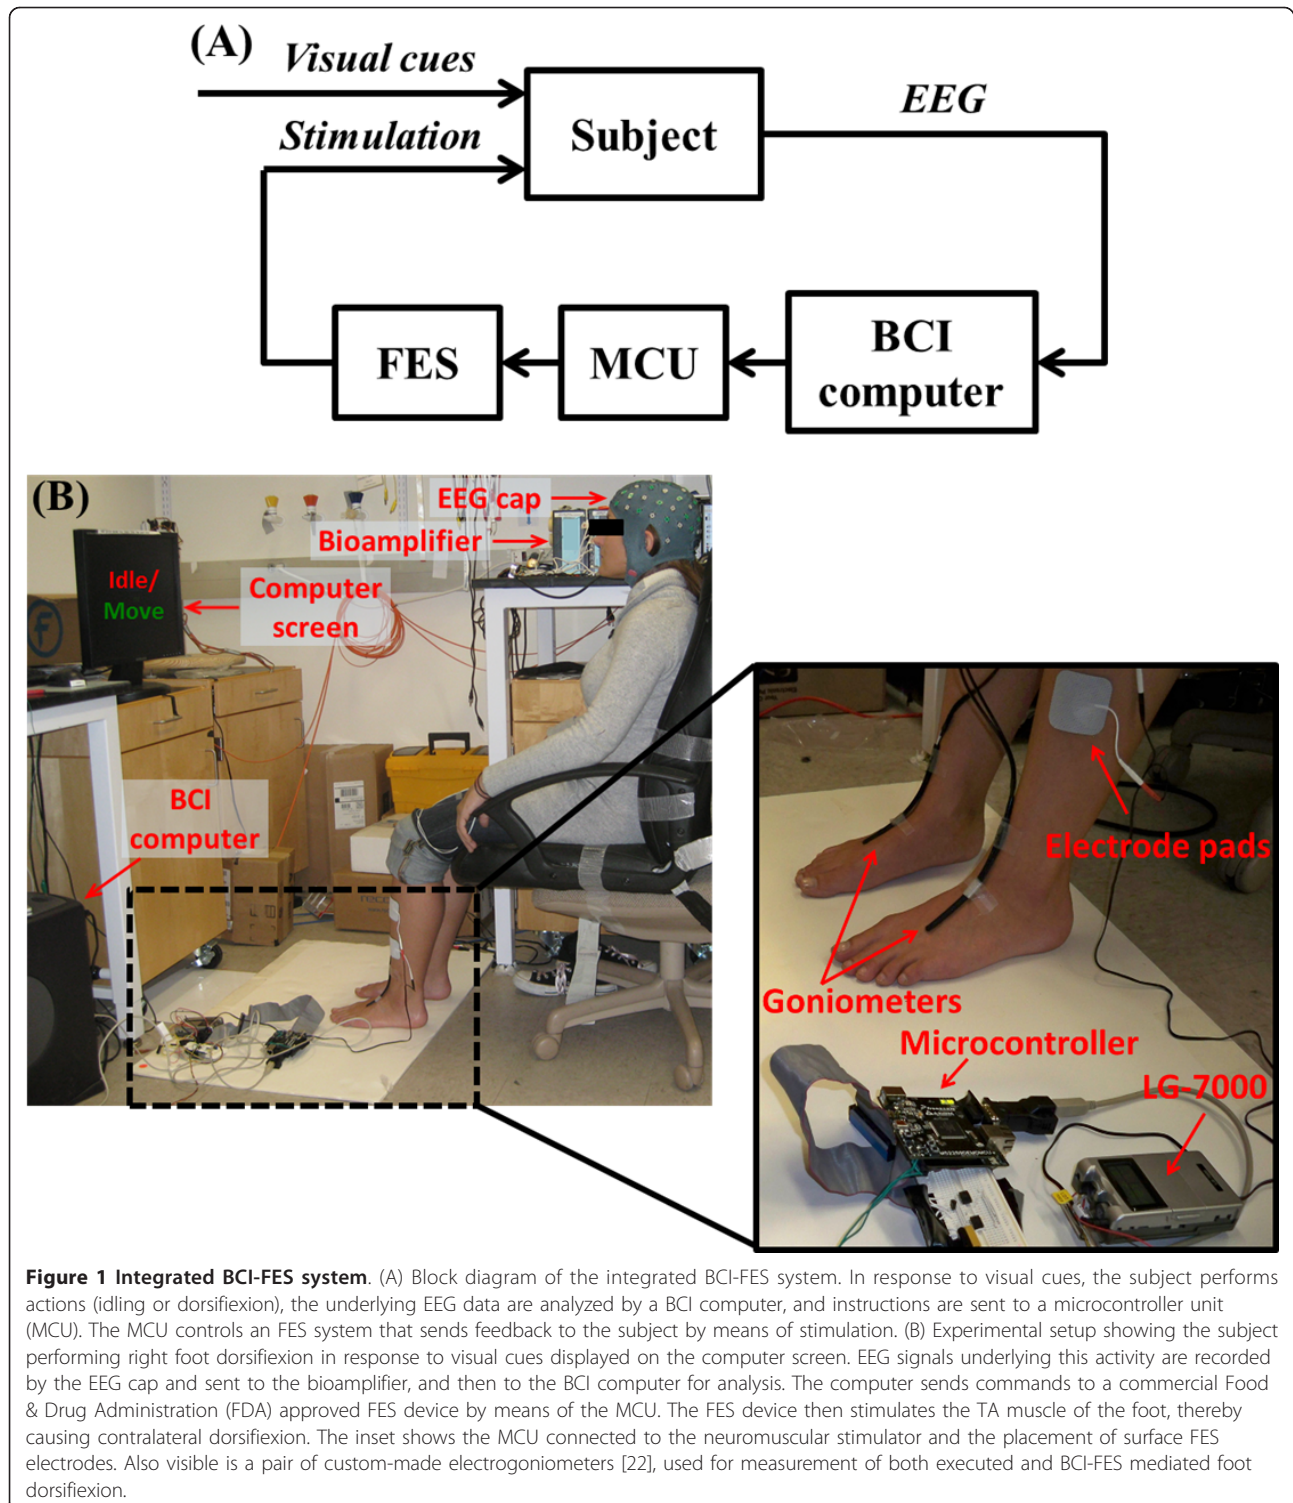 (A)
Visual cues
Stimulation
Subject
EEG
FES
MCU
BCI
computer
(B)
EEG cap
Bioamplifier
Idle/
Move
Computer
screen
BCI
computer
Electrode pads
Goniometers
Microcontroller
LG-7000
Figure 1 Integrated BCI-FES system. (A) Block diagram of the integrated BCI-FES system. In response to visual cues, the subject performs
actions (idling or dorsifiexion), the underlying EEG data are analyzed by a BCI computer, and instructions are sent to a microcontroller unit
(MCU). The MCU controls an FES system that sends feedback to the subject by means of stimulation. (B) Experimental setup showing the subject
performing right foot dorsifiexion in response to visual cues displayed on the computer screen. EEG signals underlying this activity are recorded
by the EEG cap and sent to the bioamplifier, and then to the BCI computer for analysis. The computer sends commands to a commercial Food
& Drug Administration (FDA) approved FES device by means of the MCU. The FES device then stimulates the TA muscle of the foot, thereby
causing contralateral dorsifiexion. The inset shows the MCU connected to the neuromuscular stimulator and the placement of surface FES
electrodes. Also visible is a pair of custom-made electrogoniometers [22], used for measurement of both executed and BCI-FES mediated foot
dorsifiexion.